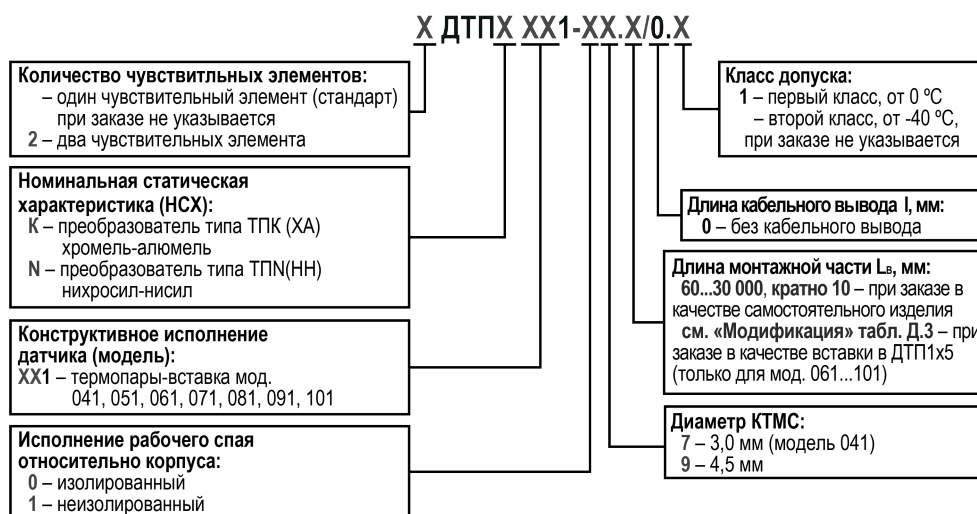 Х ДТПХ ХХ1-ХХ.Х/0.Х
Количество чувствитльных элементов:
– один чувствительный элемент (стандарт)
при заказе не указывается
2 – два чувствительных элемента
Номинальная статическая
характеристика (НСХ):
К – преобразователь типа ТПК (ХА)
хромель-алюмель
N – преобразователь типа ТПN(НН)
нихросил-нисил
Конструктивное исполнение
датчика (модель):
ХХ1 – термопары-вставка мод.
041, 051, 061, 071, 081, 091, 101
Исполнение рабочего спая
относительно корпуса:
0 – изолированный
1 – неизолированный
Класс допуска:
1 – первый класс, от 0 ºС
– второй класс, от -40 ºС,
при заказе не указывается
Длина кабельного вывода l, мм:
0 – без кабельного вывода
Длина монтажной части Lв, мм:
60...30 000, кратно 10 – при заказе в
качестве самостоятельного изделия
см. «Модификация» табл. Д.3 – при
заказе в качестве вставки в ДТП1х5
(только для мод. 061...101)
Диаметр КТМС:
7 – 3,0 мм (модель 041)
9 – 4,5 мм